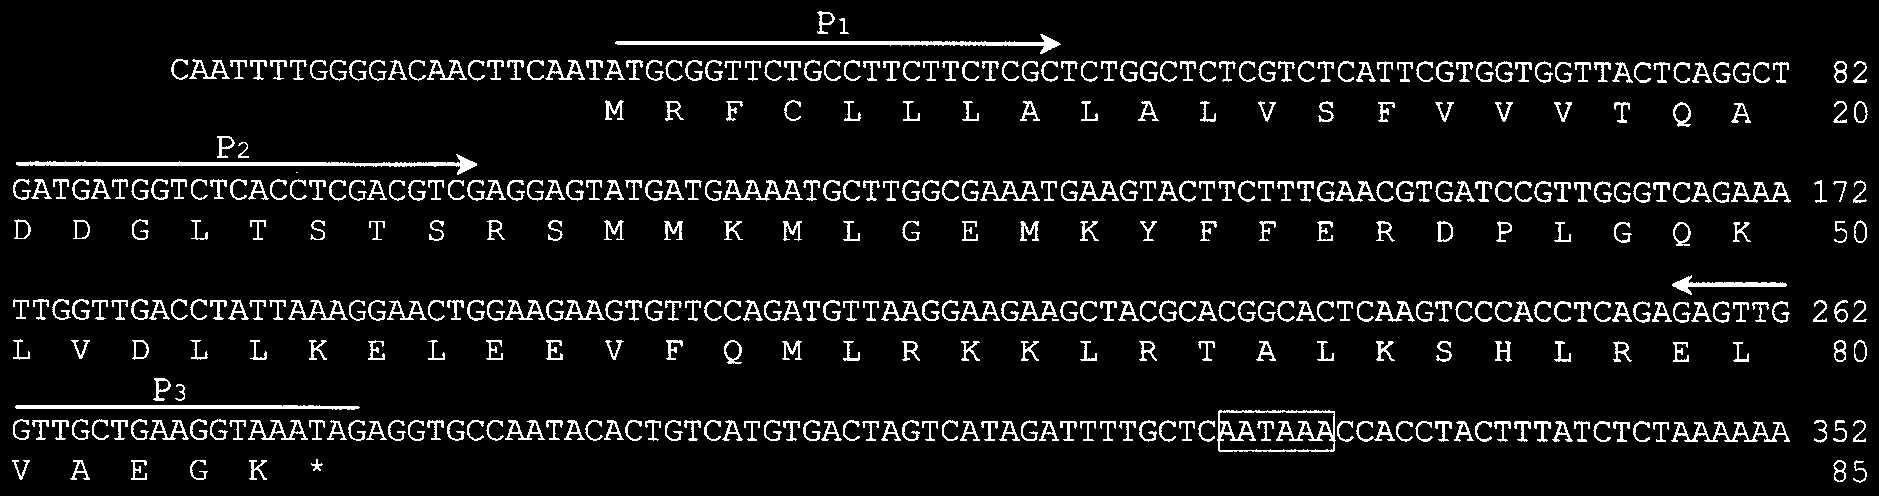 P1
CAATTTTGGGGACAACTTCAATATGCGGTTCTGCCTTCTTCTCGCTCTGGCTCTCGTCTCATTCGTGGTGGTTACTCAGGCT 82
M R F C L L L A L A L V S F V V V T Q A 20
P2
GATGATGGTCTCACCTCGACGTCGAGGAGTATGATGAAAATGCTTGGCGAAATGAAGTACTTCTTTGAACGTGATCCGTTGGGTCAGAAA 172
D D G L T S T S R S M M K M L G E M K Y F F E R D P L G Q K 50
TTGGTTGACCTATTAAAGGAACTGGAAGAAGTGTTCCAGATGTTAAGGAAGAAGCTACGCACGGCACTCAAGTCCCACCTCAGAGAGTTG 262
L V D L L K E L E E V F Q M L R K K L R T A L K S H L R E L 80
P3
GTTGCTGAAGGTAAATAGAGGTGCCAATACACTGTCATGTGACTAGTCATAGATTTTGCTCAATAAACCACCTACTTTATCTCTAAAAAA 352
V A E G K * 85